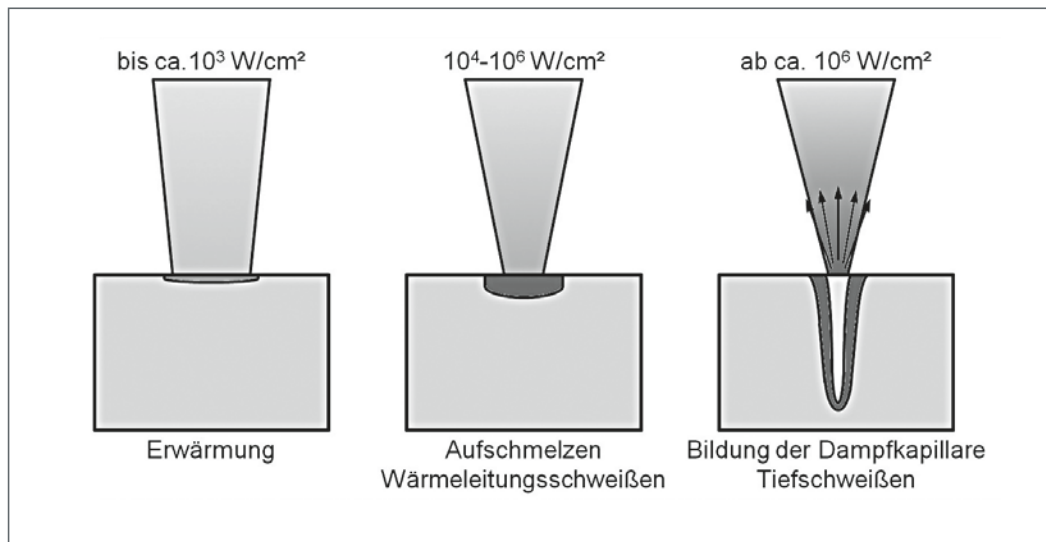 bis ca.10³ W/cm²
10⁴-10⁶ W/cm²
ab ca. 10⁶ W/cm²
Erwärmung
Aufschmelzen
Wärmeleitungsschweißen
Bildung der Dampfkapillare
Tiefschweißen